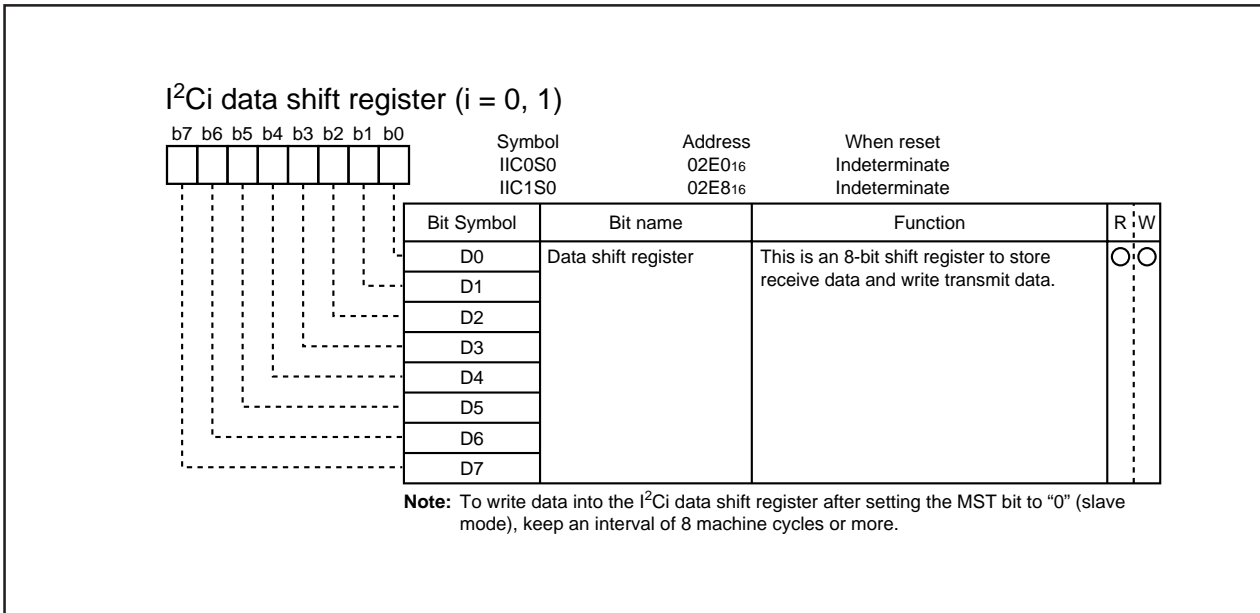 I²Ci data shift register (i = 0, 1)
b7 b6 b5 b4 b3 b2 b1 b0
Symbol Address When reset
IIC0S0 02E0₁₆ Indeterminate
IIC1S0 02E8₁₆ Indeterminate
Bit Symbol Bit name Function R W
D0 Data shift register This is an 8-bit shift register to store
D1 receive data and write transmit data.
D2
D3
D4
D5
D6
D7
Note: To write data into the I²Ci data shift register after setting the MST bit to “0” (slave
mode), keep an interval of 8 machine cycles or more.